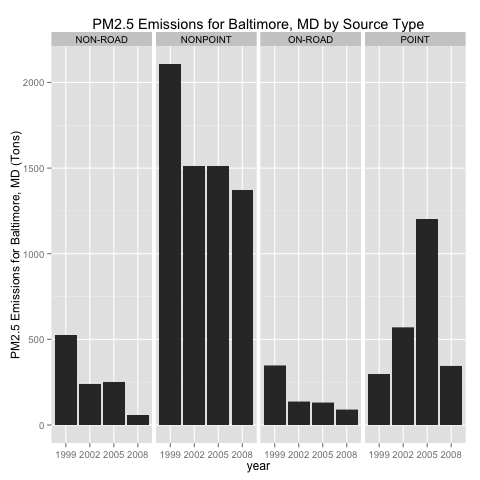 PM2.5 Emissions for Baltimore, MD by Source Type
NON-ROAD NONPOINT ON-ROAD POINT
PM2.5 Emissions for Baltimore, MD (Tons)
2000
1500
1000
500
0
1999 2002 2005 2008 1999 2002 2005 2008 1999 2002 2005 2008 1999 2002 2005 2008
year